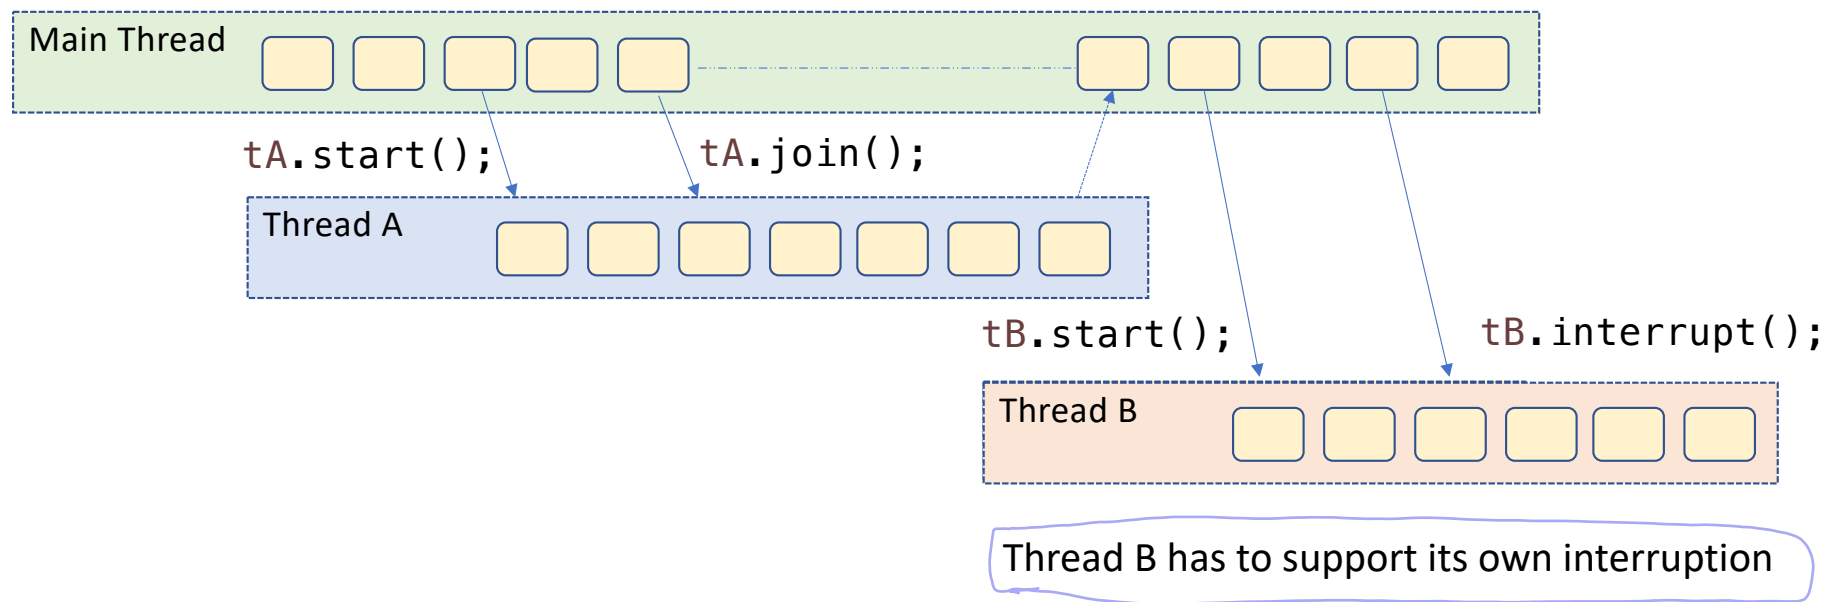 Main Thread
tA.start();
tA.join();
Thread A
tB.start();
tB.interrupt();
Thread B
Thread B has to support its own interruption